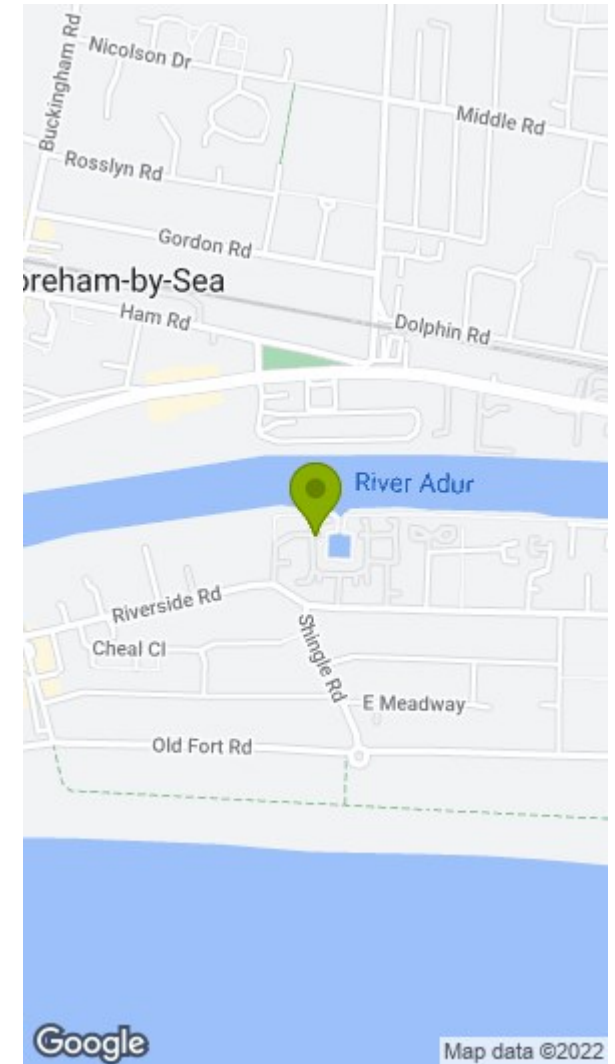 Buckingham Rd
Nicolson Dr
Middle Rd
Rosslyn Rd
Gordon Rd
oreham-by-Sea
Ham Rd
Dolphin Rd
River Adur
Riverside Rd
Shingle Rd
Cheal Cl
E Meadway
Old Fort Rd
Google
Map data ©2022